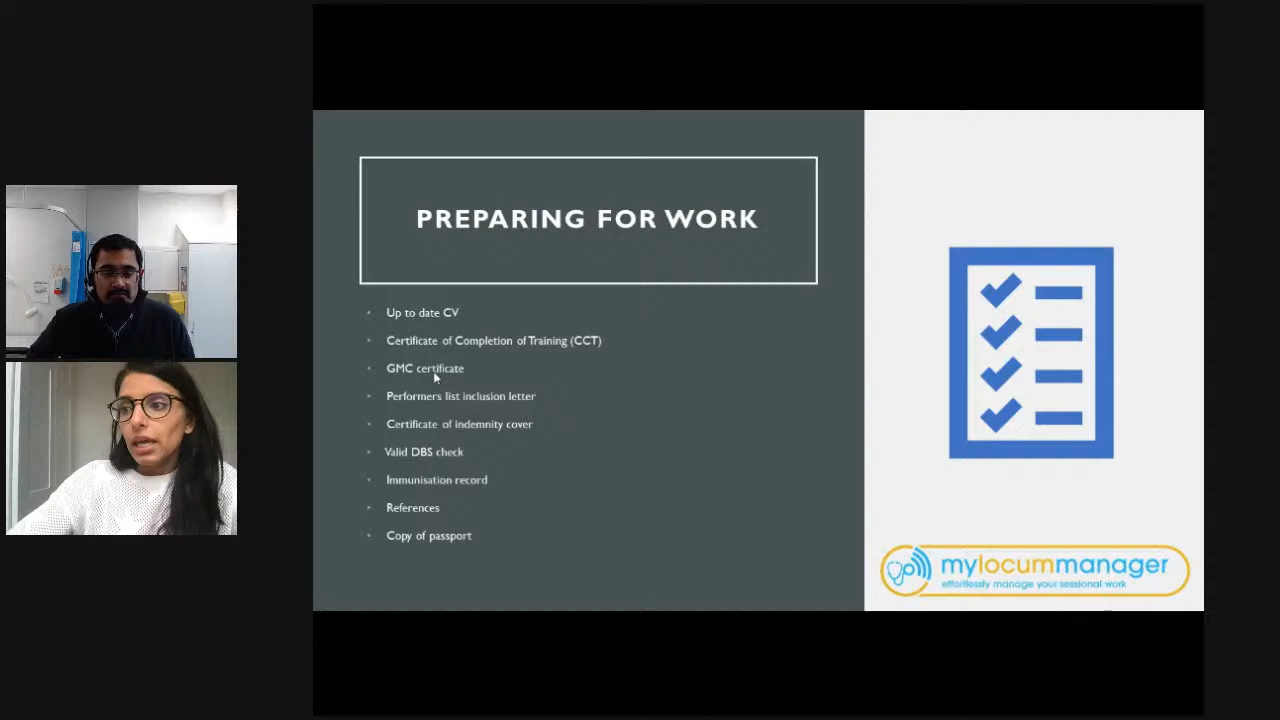 PREPARING FOR WORK
Up to date CV
Certificate of Completion of Training (CCT)
GMC certificate
Performers list inclusion letter
Certificate of indemnity cover
Valid DBS check
Immunisation record
References
Copy of passport
mylocummanager
effortlessly manage your sessional work